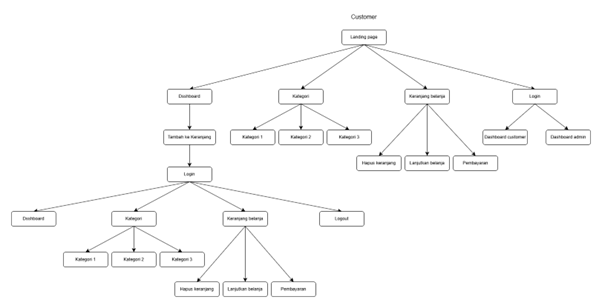 Customer
Landing page
Dashboard
Kategori
Keranjang belanja
Login
Tambah ke Keranjang
Kategori 1
Kategori 2
Kategori 3
Dashboard customer
Dashboard admin
Hapus keranjang
Lanjutkan belanja
Pembayaran
Login
Dashboard
Kategori
Keranjang belanja
Logout
Kategori 1
Kategori 2
Kategori 3
Hapus keranjang
Lanjutkan belanja
Pembayaran